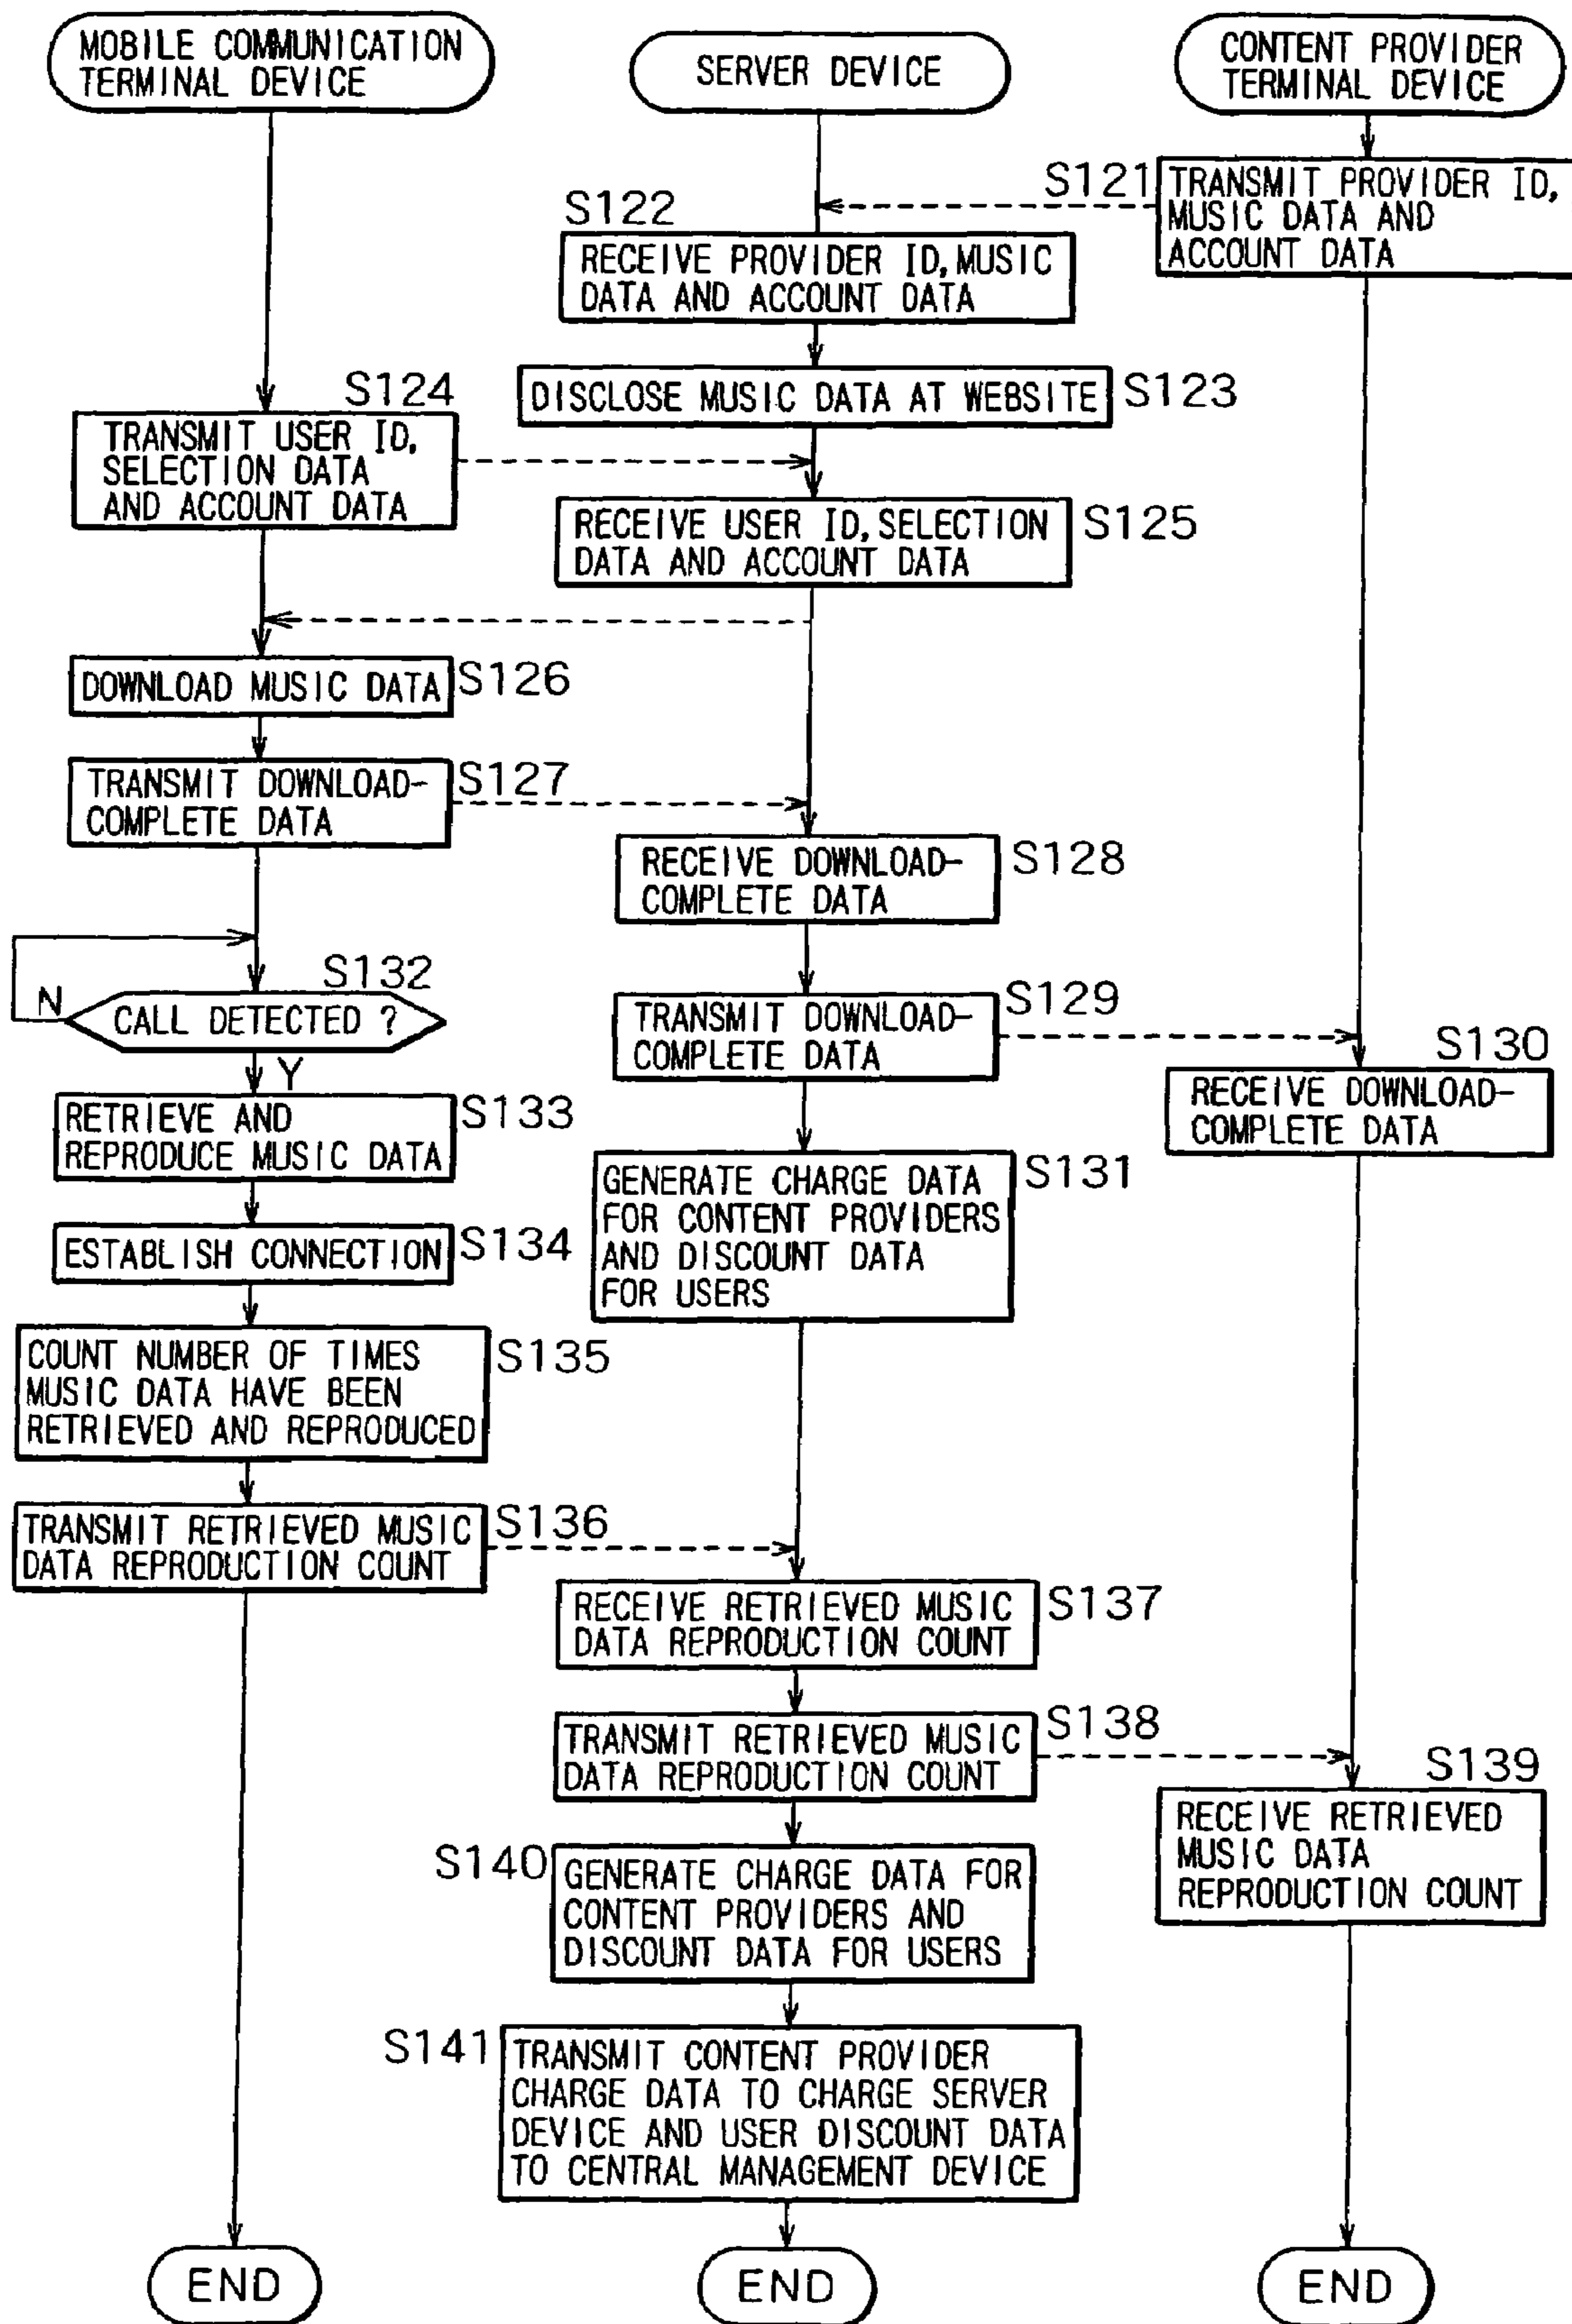 MOBILE COMMUNICATION
TERMINAL DEVICE
SERVER DEVICE
CONTENT PROVIDER
TERMINAL DEVICE
S121
TRANSMIT PROVIDER ID,
MUSIC DATA AND
ACCOUNT DATA
S122
RECEIVE PROVIDER ID, MUSIC
DATA AND ACCOUNT DATA
DISCLOSE MUSIC DATA AT WEBSITE
S123
S124
TRANSMIT USER ID,
SELECTION DATA
AND ACCOUNT DATA
RECEIVE USER ID, SELECTION
DATA AND ACCOUNT DATA
S125
DOWNLOAD MUSIC DATA
S126
TRANSMIT DOWNLOAD-
COMPLETE DATA
S127
RECEIVE DOWNLOAD-
COMPLETE DATA
S128
TRANSMIT DOWNLOAD-
COMPLETE DATA
S129
S130
RECEIVE DOWNLOAD-
COMPLETE DATA
GENERATE CHARGE DATA
FOR CONTENT PROVIDERS
AND DISCOUNT DATA
FOR USERS
S131
S132
N
CALL DETECTED ?
Y
RETRIEVE AND
REPRODUCE MUSIC DATA
S133
ESTABLISH CONNECTION
S134
COUNT NUMBER OF TIMES
MUSIC DATA HAVE BEEN
RETRIEVED AND REPRODUCED
S135
TRANSMIT RETRIEVED MUSIC
DATA REPRODUCTION COUNT
S136
RECEIVE RETRIEVED MUSIC
DATA REPRODUCTION COUNT
S137
TRANSMIT RETRIEVED MUSIC
DATA REPRODUCTION COUNT
S138
S139
RECEIVE RETRIEVED
MUSIC DATA
REPRODUCTION COUNT
S140
GENERATE CHARGE DATA FOR
CONTENT PROVIDERS AND
DISCOUNT DATA FOR USERS
S141
TRANSMIT CONTENT PROVIDER
CHARGE DATA TO CHARGE SERVER
DEVICE AND USER DISCOUNT DATA
TO CENTRAL MANAGEMENT DEVICE
END
END
END